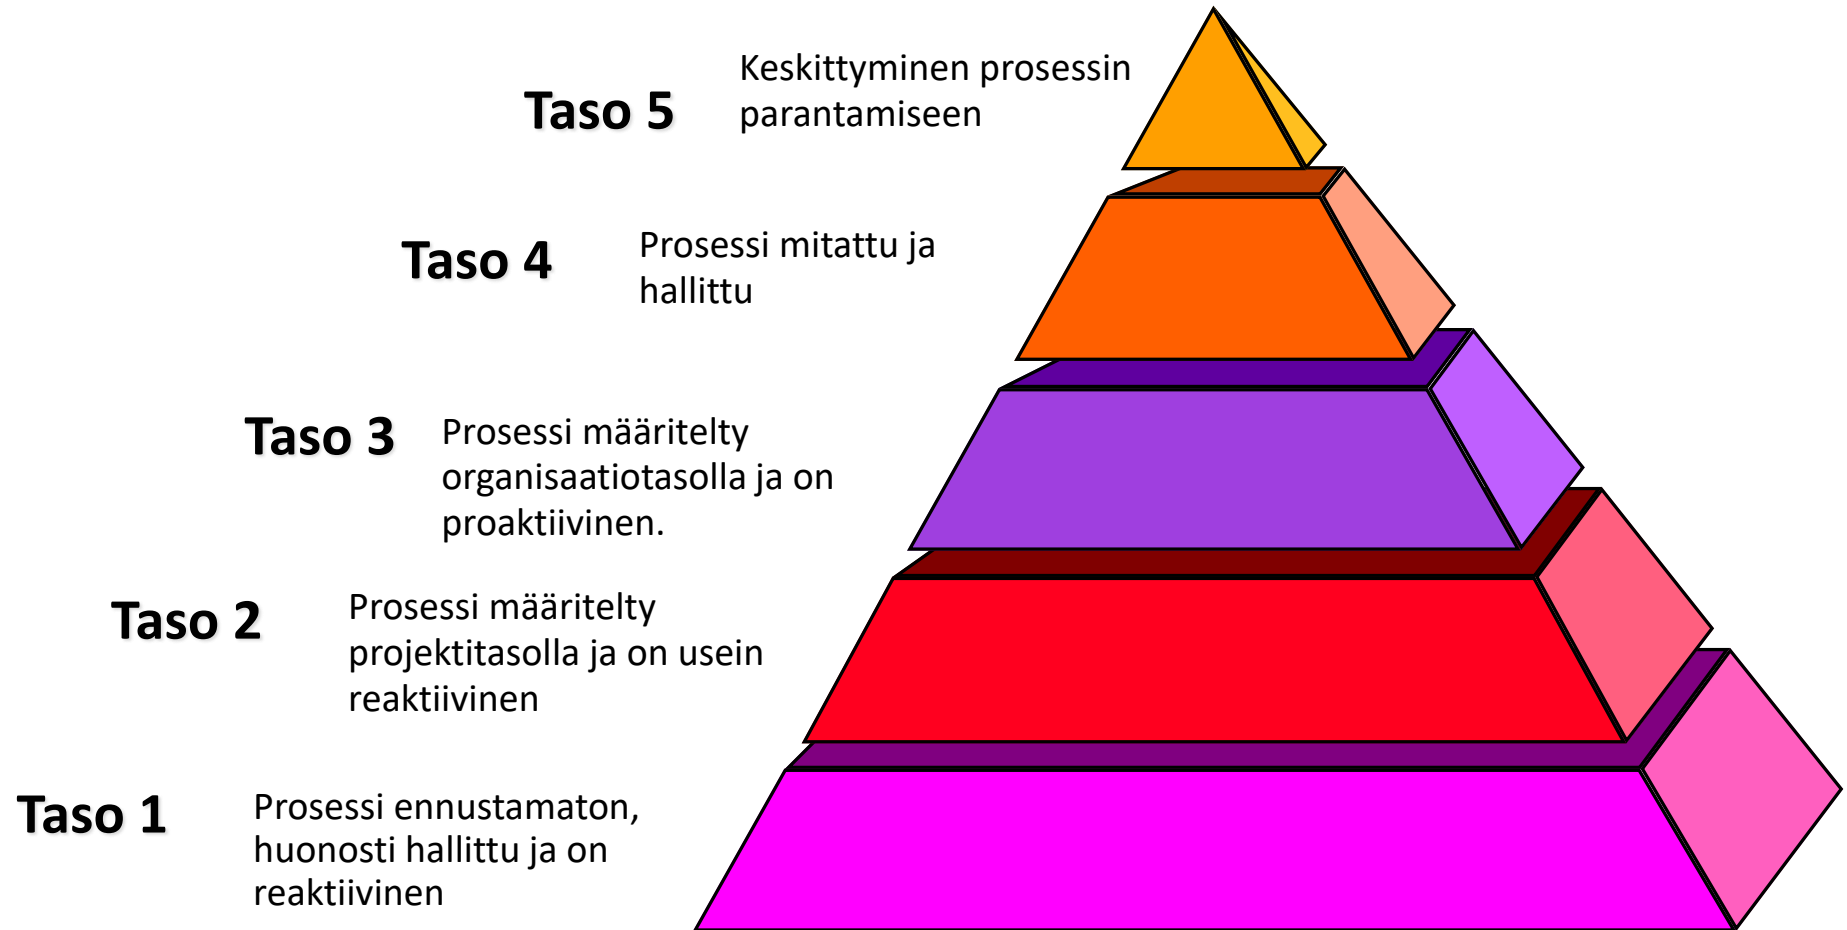 Taso 5
Keskittyminen prosessin
parantamiseen
Taso 4
Prosessi mitattu ja
hallittu
Taso 3
Prosessi määritelty
organisaatiotasolla ja on
proaktiivinen.
Taso 2
Prosessi määritelty
projektitasolla ja on usein
reaktiivinen
Taso 1
Prosessi ennustamaton,
huonosti hallittu ja on
reaktiivinen